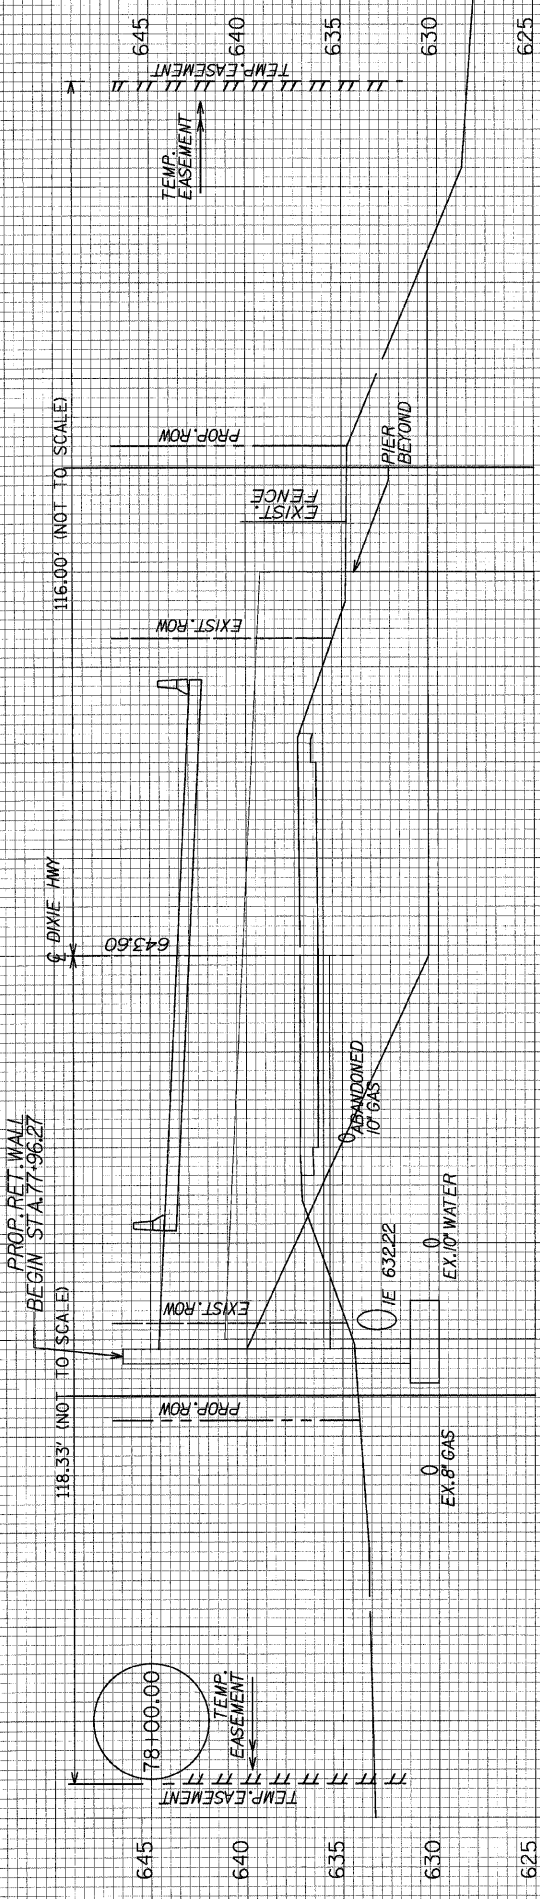 645
640
635
630
625
TEMP. EASEMENT
TEMP.
EASEMENT
116.00' (NOT TO SCALE)
PROP. ROW
PIER
BEYOND
EXIST.
FENCE
EXIST. ROW
℄ DIXIE HWY
643.60
ABANDONED
10" GAS
PROP. RET. WALL
BEGIN STA. 77+96.27
EX. 10" WATER
IE 632.22
EXIST. ROW
118.33' (NOT TO SCALE)
PROP. ROW
EX. 8" GAS
78+00.00
TEMP.
EASEMENT
TEMP. EASEMENT
645
640
635
630
625